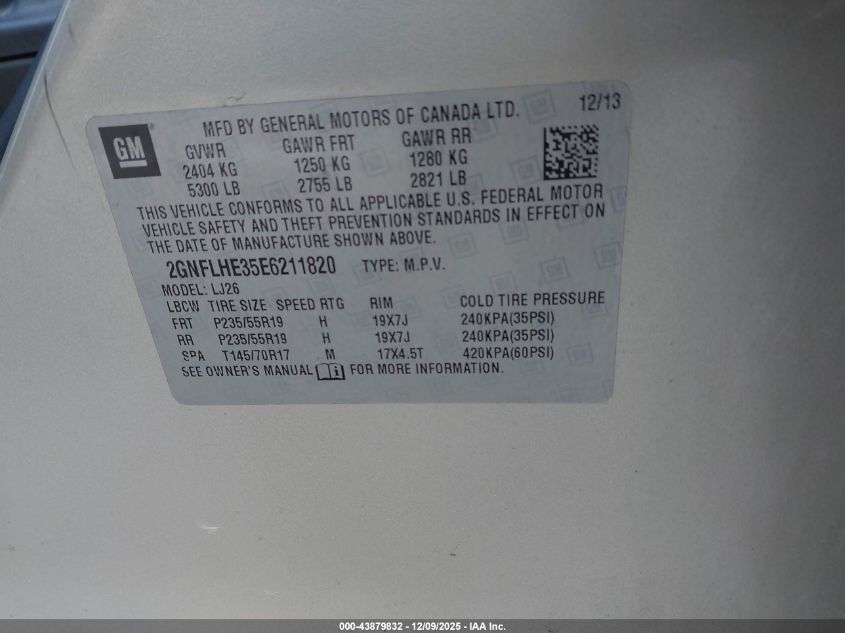 GM
MFD BY GENERAL MOTORS OF CANADA LTD. 12/13
GVWR GAWR FRT GAWR RR
2404 KG 1250 KG 1280 KG
5300 LB 2755 LB 2821 LB
THIS VEHICLE CONFORMS TO ALL APPLICABLE U.S. FEDERAL MOTOR
VEHICLE SAFETY AND THEFT PREVENTION STANDARDS IN EFFECT ON
THE DATE OF MANUFACTURE SHOWN ABOVE.
2GNFLHE35E6211820 TYPE: M.P.V.
MODEL: LJ26
LBCW TIRE SIZE SPEED RTG RIM COLD TIRE PRESSURE
FRT P235/55R19 H 19X7J 240KPA(35PSI)
RR P235/55R19 H 19X7J 240KPA(35PSI)
SPA T145/70R17 M 17X4.5T 420KPA(60PSI)
SEE OWNER'S MANUAL FOR MORE INFORMATION.
000-43879832 - 12/09/2025 - IAA Inc.